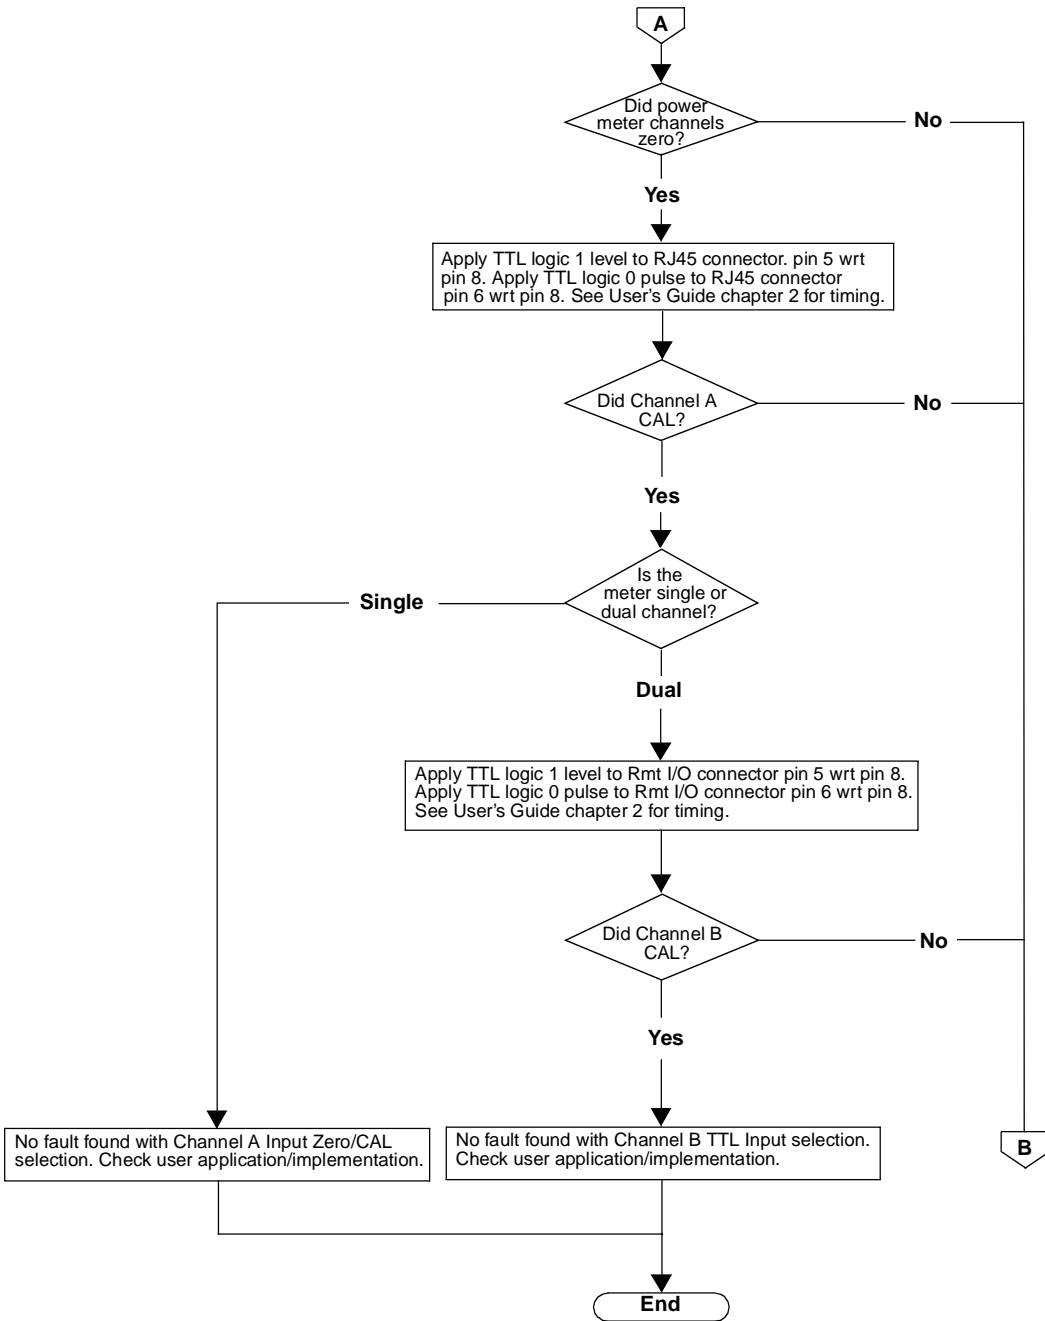 A
Did power
meter channels
zero?
No
Yes
Apply TTL logic 1 level to RJ45 connector. pin 5 wrt
pin 8. Apply TTL logic 0 pulse to RJ45 connector
pin 6 wrt pin 8. See User's Guide chapter 2 for timing.
Did Channel A
CAL?
No
Yes
Is the
meter single or
dual channel?
Single
Dual
Apply TTL logic 1 level to Rmt I/O connector pin 5 wrt pin 8.
Apply TTL logic 0 pulse to Rmt I/O connector pin 6 wrt pin 8.
See User's Guide chapter 2 for timing.
Did Channel B
CAL?
No
Yes
No fault found with Channel A Input Zero/CAL
selection. Check user application/implementation.
No fault found with Channel B TTL Input selection.
Check user application/implementation.
B
End